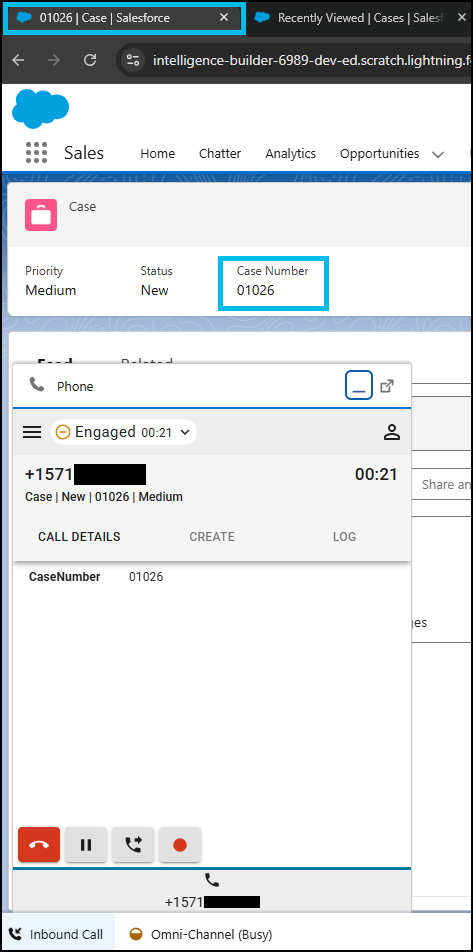 01026 | Case | Salesforce
Recently Viewed | Cases | Salesf
intelligence-builder-6989-dev-ed.scratch.lightning.f
Sales Home Chatter Analytics Opportunities
Case
Priority Status Case Number
Medium New 01026
Feed Related
Phone
Engaged 00:21
+1571 00:21
Case | New | 01026 | Medium
Share an
CALL DETAILS CREATE LOG
CaseNumber 01026
ges
+1571
Inbound Call Omni-Channel (Busy)